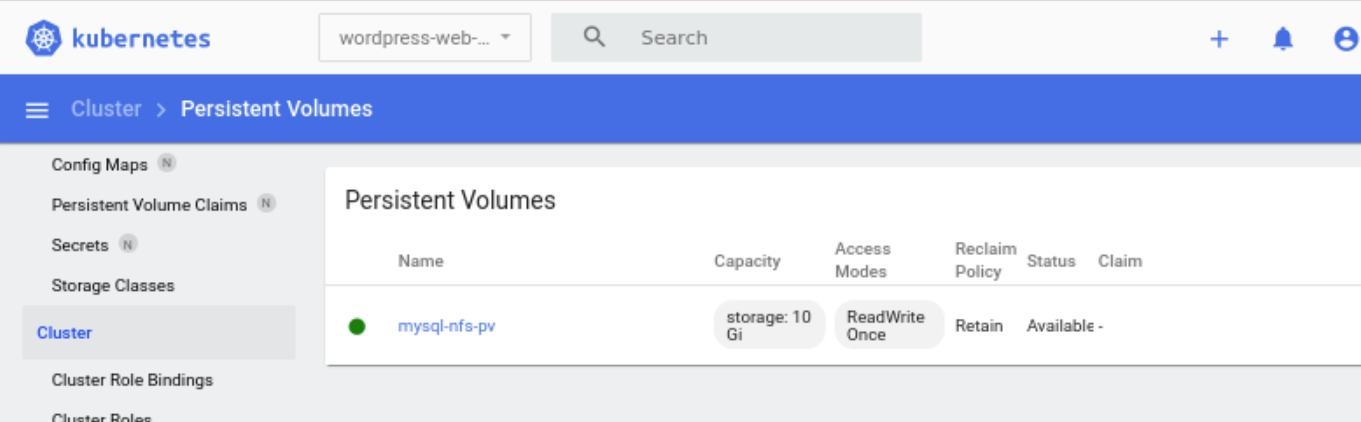 kubernetes
wordpress-web-...
Search
Cluster > Persistent Volumes
Config Maps N
Persistent Volume Claims N
Secrets N
Storage Classes
Cluster
Cluster Role Bindings
Cluster Roles
Persistent Volumes
Name Capacity Access Modes Reclaim Policy Status Claim
mysql-nfs-pv storage: 10 Gi ReadWrite Once Retain Available -